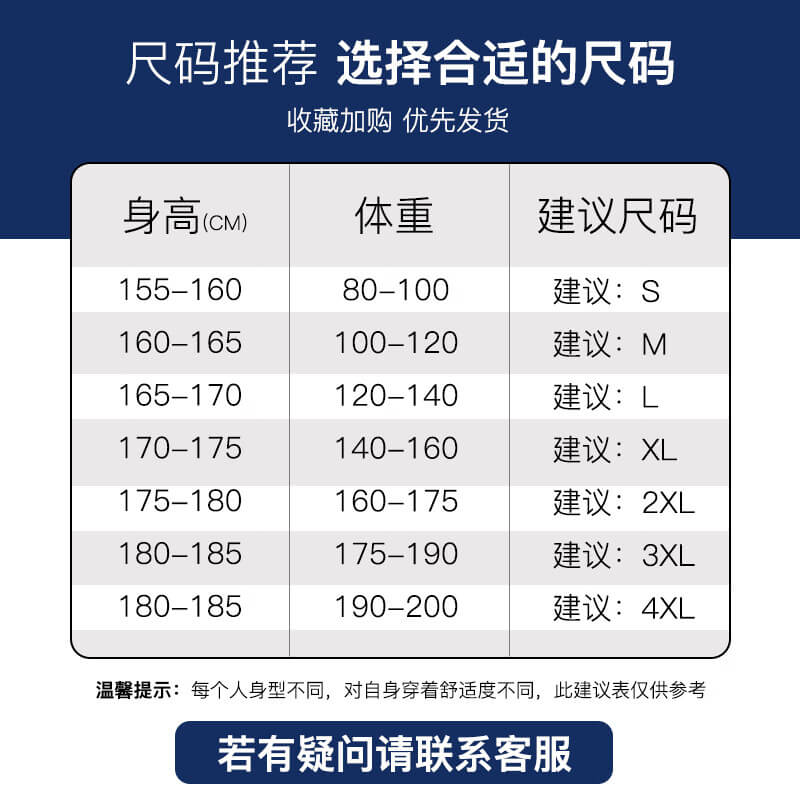 尺码推荐 选择合适的尺码
收藏加购 优先发货
身高(CM) 体重 建议尺码
155-160 80-100 建议：S
160-165 100-120 建议：M
165-170 120-140 建议：L
170-175 140-160 建议：XL
175-180 160-175 建议：2XL
180-185 175-190 建议：3XL
180-185 190-200 建议：4XL
温馨提示：每个人身型不同，对自身穿着舒适度不同，此建议表仅供参考
若有疑问请联系客服